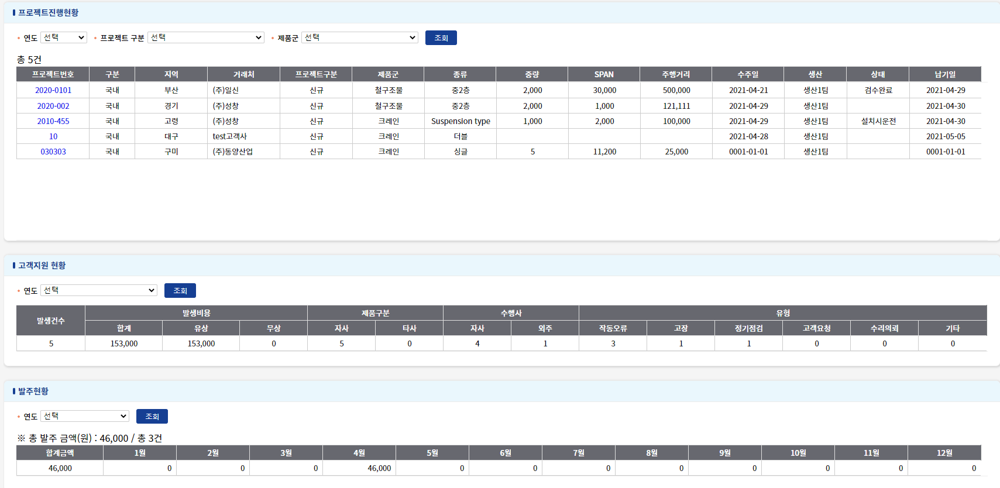 프로젝트진행현황
연도 선택 프로젝트 구분 선택 제품군 선택 조회
총 5건
프로젝트번호 구분 지역 거래처 프로젝트구분 제품군 종류 중량 SPAN 주행거리 수주일 생산 상태 납기일
2020-0101 국내 부산 (주)일신 신규 철구조물 중2층 2,000 30,000 500,000 2021-04-21 생산1팀 검수완료 2021-04-29
2020-002 국내 경기 (주)성창 신규 철구조물 중2층 2,000 1,000 121,111 2021-04-29 생산1팀 2021-04-30
2010-455 국내 고령 (주)성창 신규 크레인 Suspension type 1,000 2,000 100,000 2021-04-29 생산1팀 설치시운전 2021-04-30
10 국내 대구 test고객사 신규 크레인 더블 2021-04-28 생산1팀 2021-05-05
030303 국내 구미 (주)동양산업 신규 크레인 싱글 5 11,200 25,000 0001-01-01 생산1팀 0001-01-01
고객지원 현황
연도 선택 조회
발생건수 발생비용 제품구분 수행사 유형
합계 유상 무상 자사 타사 자사 외주 작동오류 고장 정기점검 고객요청 수리의뢰 기타
5 153,000 153,000 0 5 0 4 1 3 1 1 0 0 0
발주현황
연도 선택 조회
※ 총 발주 금액(원) : 46,000 / 총 3건
합계금액 1월 2월 3월 4월 5월 6월 7월 8월 9월 10월 11월 12월
46,000 0 0 0 46,000 0 0 0 0 0 0 0 0